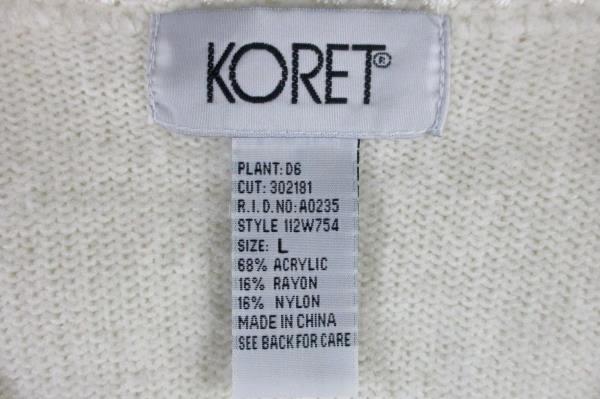 KORET®
PLANT: D6
CUT: 302181
R.I.D.NO: A0235
STYLE 112W754
SIZE: L
68% ACRYLIC
16% RAYON
16% NYLON
MADE IN CHINA
SEE BACK FOR CARE